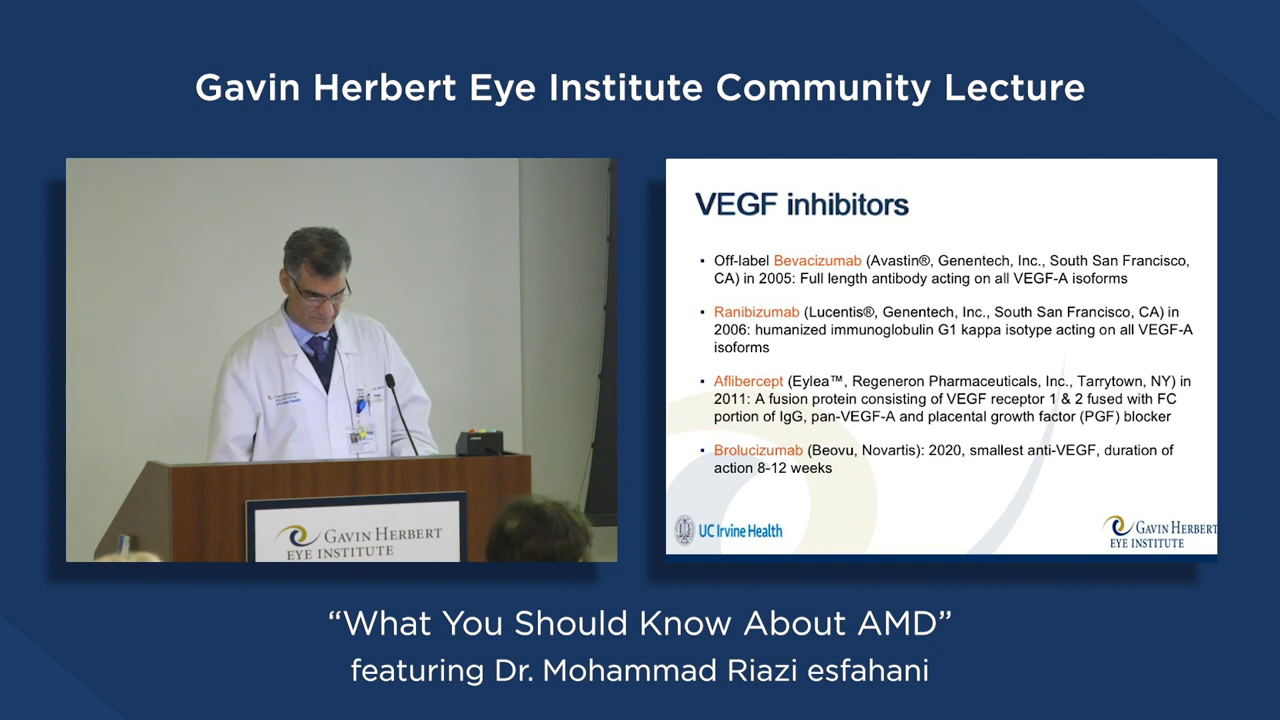 Gavin Herbert Eye Institute Community Lecture
GAVIN HERBERT
EYE INSTITUTE
VEGF inhibitors
▪ Off-label Bevacizumab (Avastin®, Genentech, Inc., South San Francisco,
CA) in 2005: Full length antibody acting on all VEGF-A isoforms
▪ Ranibizumab (Lucentis®, Genentech, Inc., South San Francisco, CA) in
2006: humanized immunoglobulin G1 kappa isotype acting on all VEGF-A
isoforms
▪ Aflibercept (Eylea™, Regeneron Pharmaceuticals, Inc., Tarrytown, NY) in
2011: A fusion protein consisting of VEGF receptor 1 & 2 fused with FC
portion of IgG, pan-VEGF-A and placental growth factor (PGF) blocker
▪ Brolucizumab (Beovu, Novartis): 2020, smallest anti-VEGF, duration of
action 8-12 weeks
UC Irvine Health
GAVIN HERBERT
EYE INSTITUTE
“What You Should Know About AMD”
featuring Dr. Mohammad Riazi esfahani